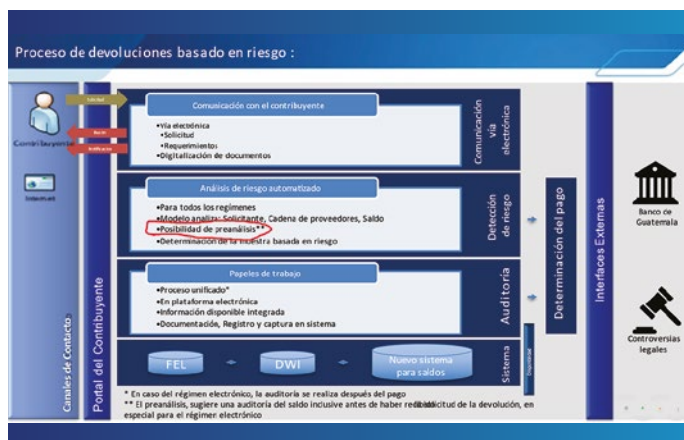 Proceso de devoluciones basado en riesgo :
Solicitud
Contribuyente
Notificación
Internet
Canales de Contacto
Portal del Contribuyente
Comunicación con el contribuyente
•Vía electrónica
•Solicitud
•Requerimientos
•Digitalización de documentos
Comunicación
vía
electrónica
Análisis de riesgo automatizado
•Para todos los regímenes
•Modelo analiza: Solicitante, Cadena de proveedores, Saldo
•Posibilidad de preanálisis**
•Determinación de la muestra basada en riesgo
Detección
de riesgo
Papeles de trabajo
•Proceso unificado*
•En plataforma electrónica
•Información disponible integrada
•Documentación, Registro y captura en sistema
Auditoría
FEL
DWI
Nuevo sistema
para saldos
Sistema
Determinación del pago
Interfaces Externas
Banco de
Guatemala
Controversias
legales
* En caso del régimen electrónico, la auditoría se realiza después del pago
** El preanálisis, sugiere una auditoría del saldo inclusive antes de haber recibido solicitud de la devolución, en
especial para el régimen electrónico